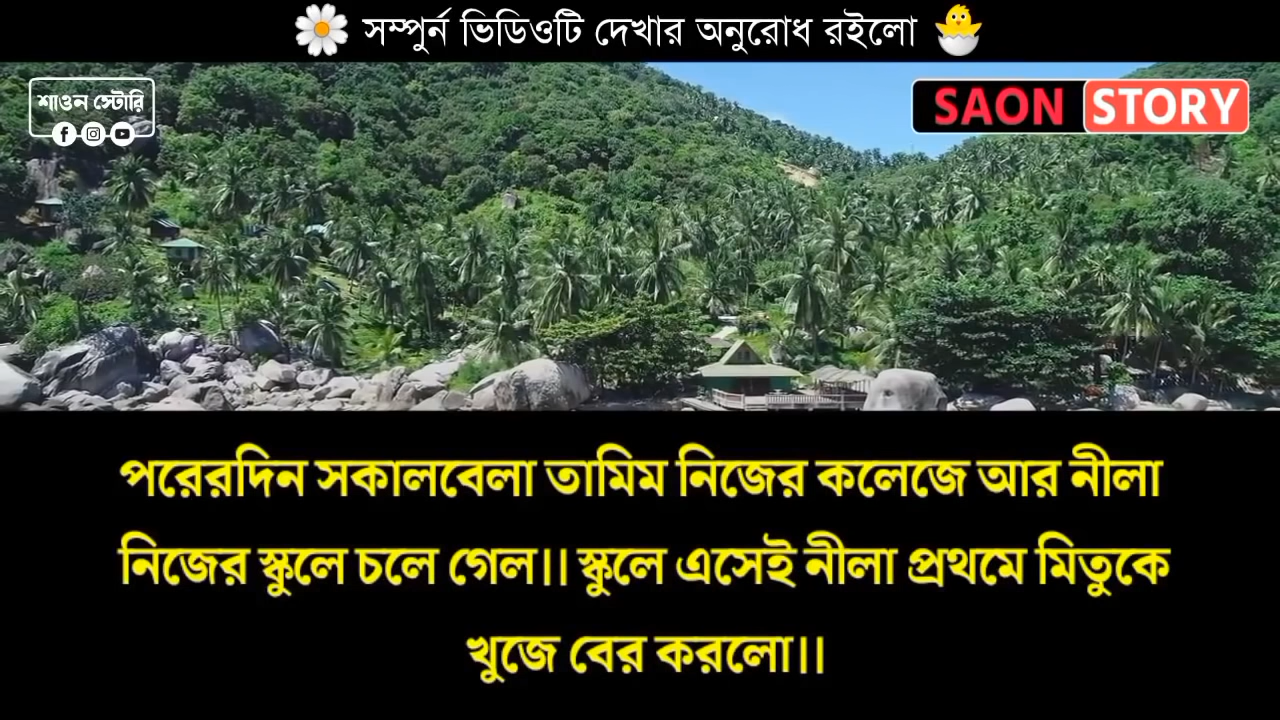 সম্পুর্ন ভিডিওটি দেখার অনুরোধ রইলো
শাওন স্টোরি
SAON STORY
পরেরদিন সকালবেলা তামিম নিজের কলেজে আর নীলা
নিজের স্কুলে চলে গেল।। স্কুলে এসেই নীলা প্রথমে মিতুকে
খুজে বের করলো।।